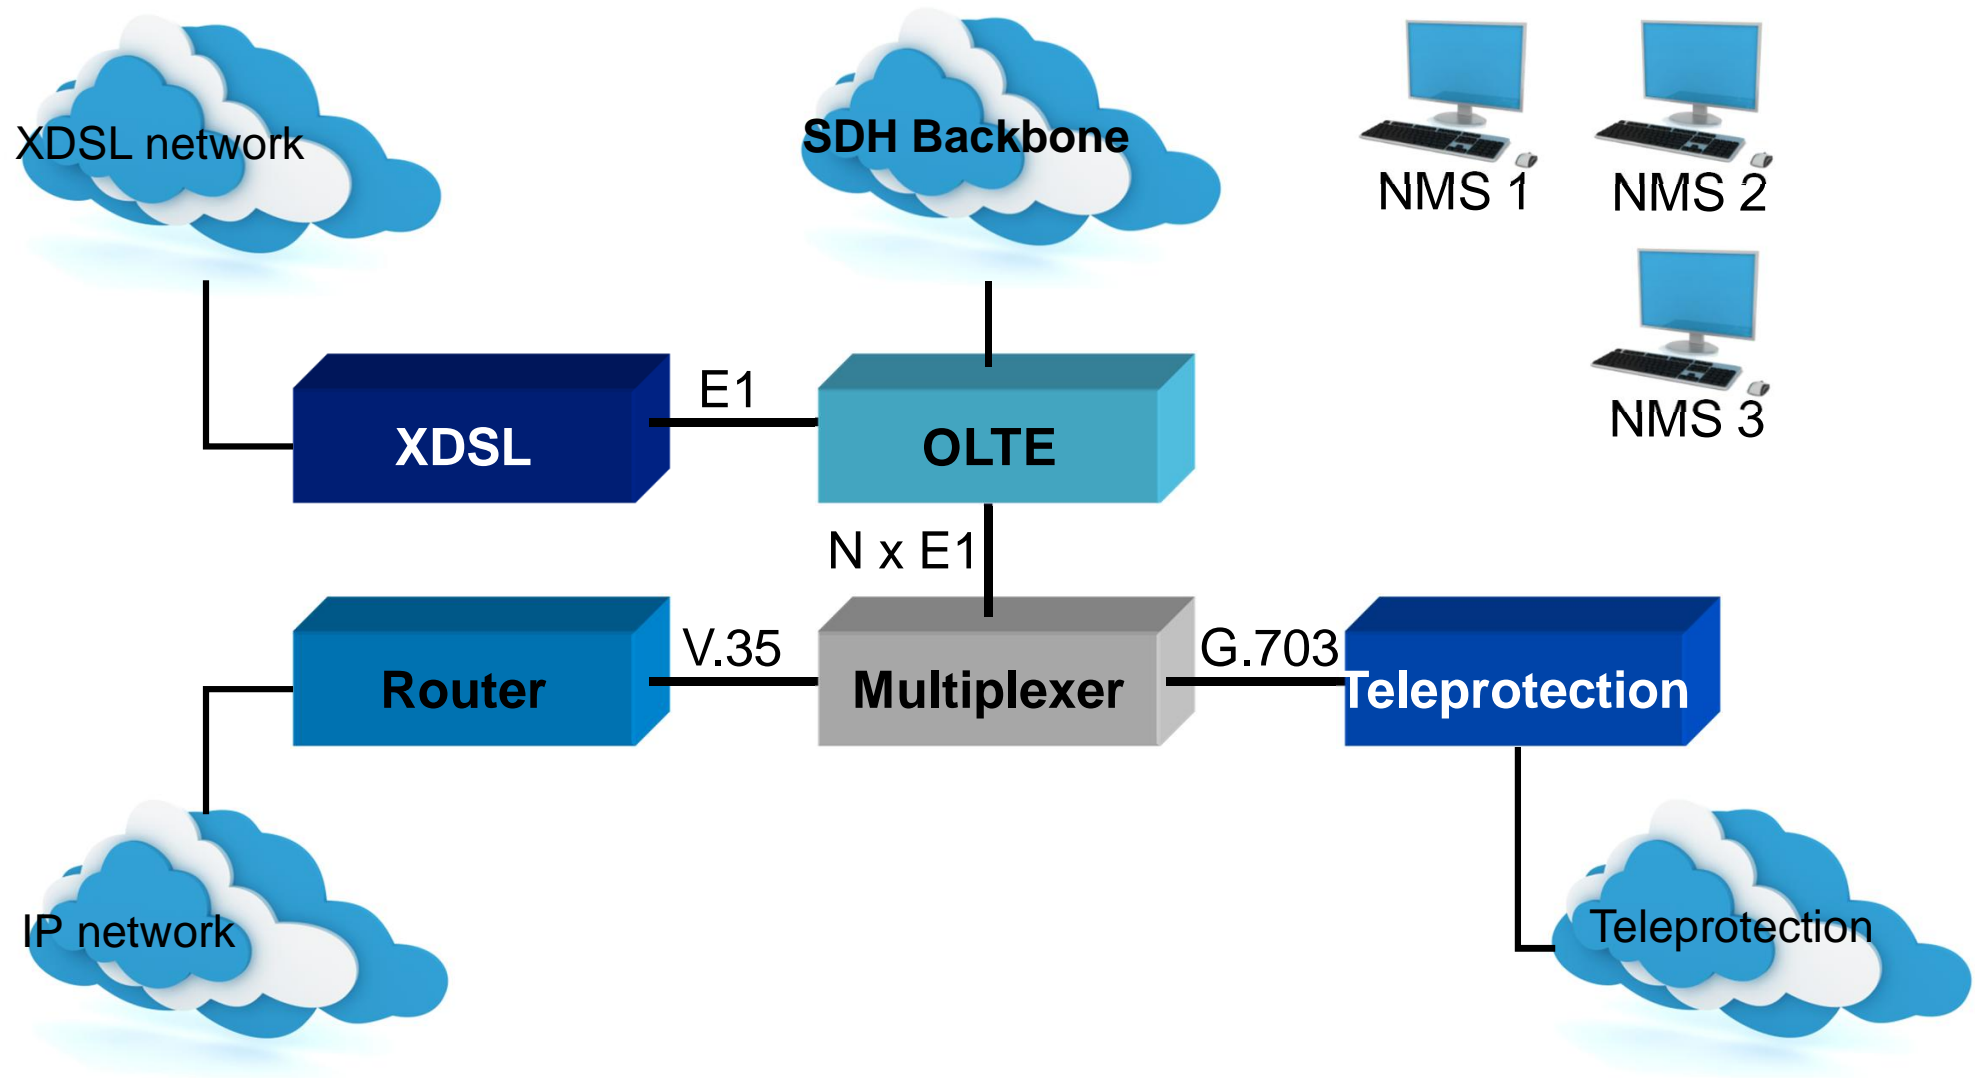 XDSL network
SDH Backbone
NMS 1
NMS 2
NMS 3
E1
XDSL
OLTE
N x E1
V.35
G.703
Router
Multiplexer
Teleprotection
IP network
Teleprotection